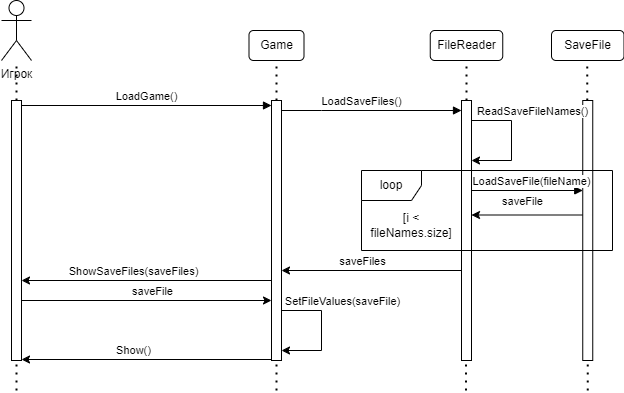 Игрок
Game
FileReader
SaveFile
LoadGame()
LoadSaveFiles()
ReadSaveFileNames()
loop
LoadSaveFile(fileName)
saveFile
[i <
fileNames.size]
saveFiles
ShowSaveFiles(saveFiles)
saveFile
SetFileValues(saveFile)
Show()